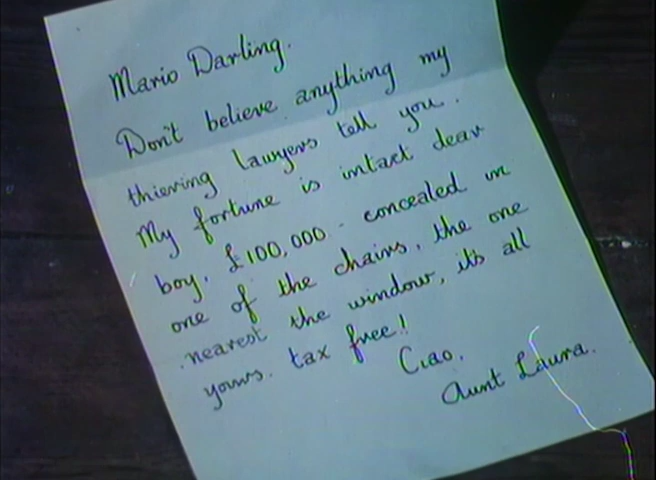 Mario Darling.
Don't believe anything my
thieving lawyers tell you.
My fortune is intact dear
boy. £100,000 - concealed in
one of the chairs, the one
nearest the window, it's all
yours. tax free!
Ciao.
Aunt Laura.